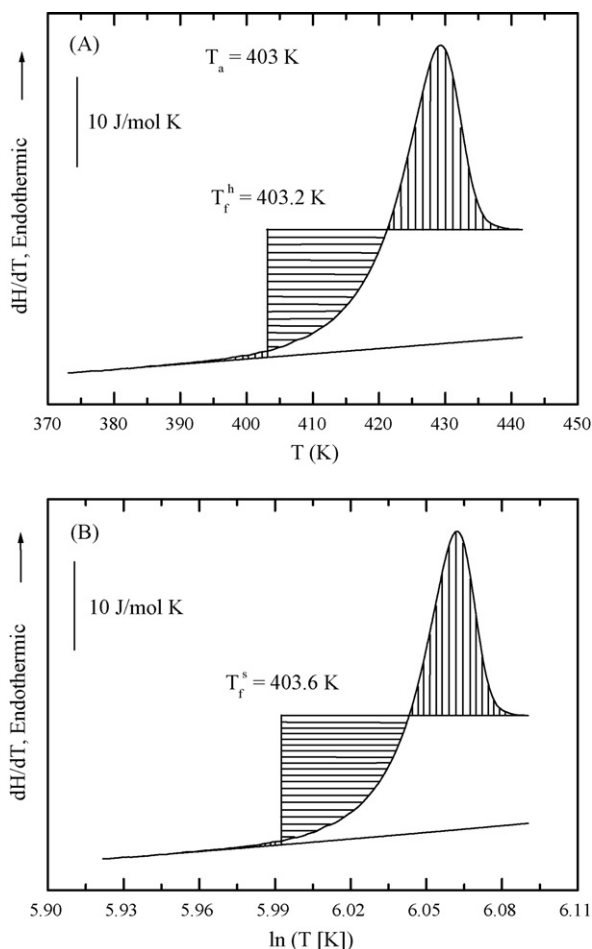 (A)
T_a = 403 K
10 J/mol K
T_f^h = 403.2 K
dH/dT, Endothermic
370 380 390 400 410 420 430 440 450
T (K)
(B)
10 J/mol K
T_f^s = 403.6 K
dH/dT, Endothermic
5.90 5.93 5.96 5.99 6.02 6.05 6.08 6.11
ln (T [K])